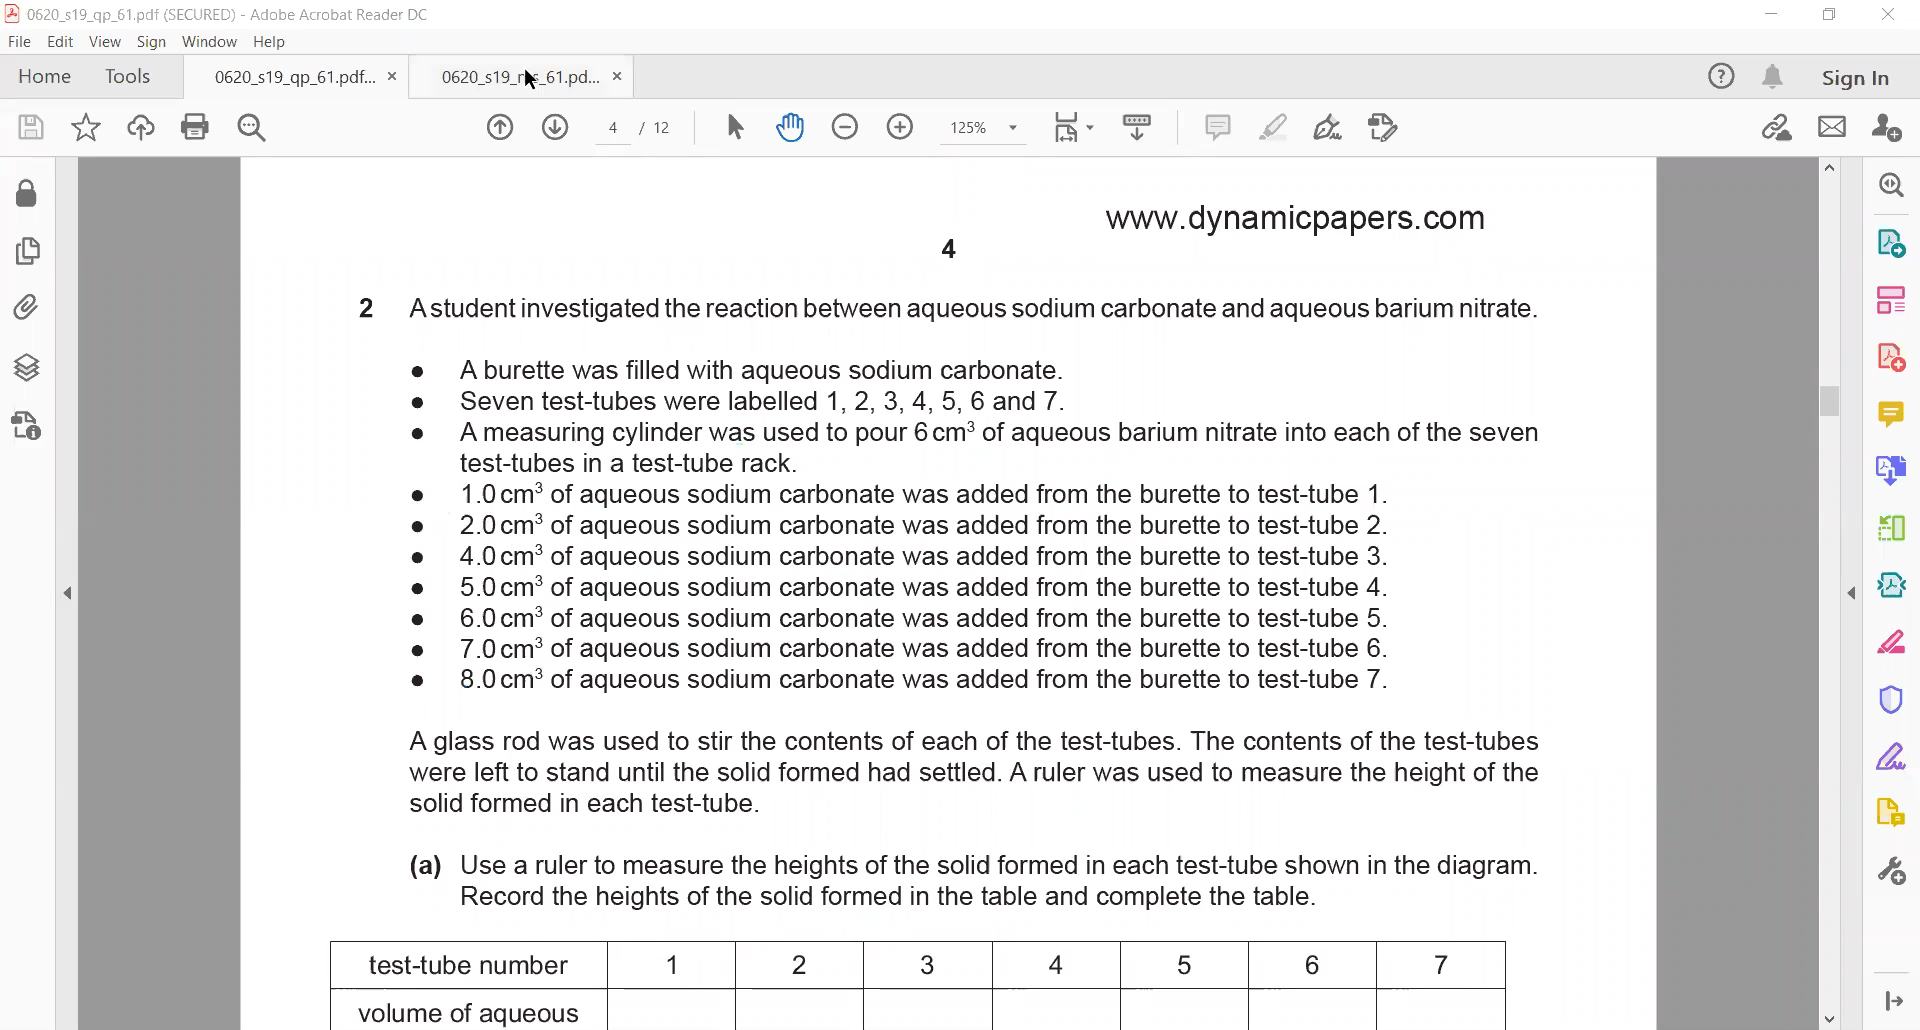 0620_s19_qp_61.pdf (SECURED) - Adobe Acrobat Reader DC
File Edit View Sign Window Help
Home Tools 0620_s19_qp_61.pdf... × 0620_s19_ms_61.pd... × Sign In
4 / 12 125%
www.dynamicpapers.com
4
2 A student investigated the reaction between aqueous sodium carbonate and aqueous barium nitrate.
● A burette was filled with aqueous sodium carbonate.
● Seven test-tubes were labelled 1, 2, 3, 4, 5, 6 and 7.
● A measuring cylinder was used to pour 6 cm³ of aqueous barium nitrate into each of the seven
test-tubes in a test-tube rack.
● 1.0 cm³ of aqueous sodium carbonate was added from the burette to test-tube 1.
● 2.0 cm³ of aqueous sodium carbonate was added from the burette to test-tube 2.
● 4.0 cm³ of aqueous sodium carbonate was added from the burette to test-tube 3.
● 5.0 cm³ of aqueous sodium carbonate was added from the burette to test-tube 4.
● 6.0 cm³ of aqueous sodium carbonate was added from the burette to test-tube 5.
● 7.0 cm³ of aqueous sodium carbonate was added from the burette to test-tube 6.
● 8.0 cm³ of aqueous sodium carbonate was added from the burette to test-tube 7.
A glass rod was used to stir the contents of each of the test-tubes. The contents of the test-tubes
were left to stand until the solid formed had settled. A ruler was used to measure the height of the
solid formed in each test-tube.
(a) Use a ruler to measure the heights of the solid formed in each test-tube shown in the diagram.
Record the heights of the solid formed in the table and complete the table.
test-tube number 1 2 3 4 5 6 7
volume of aqueous